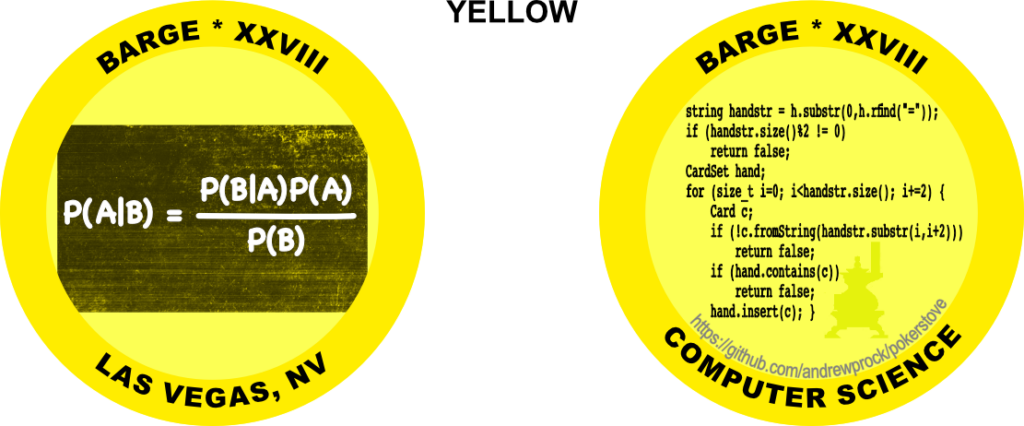 YELLOW
BARGE * XXVIII
P(A|B) = P(B|A)P(A)
P(B)
LAS VEGAS, NV
BARGE * XXVIII
string handstr = h.substr(0,h.rfind("="));
if (handstr.size()%2 != 0)
return false;
CardSet hand;
for (size_t i=0; i<handstr.size(); i+=2) {
Card c;
if (!c.fromString(handstr.substr(i,i+2)))
return false;
if (hand.contains(c))
return false;
hand.insert(c); }
https://github.com/andrewprock/pokerstove
COMPUTER SCIENCE